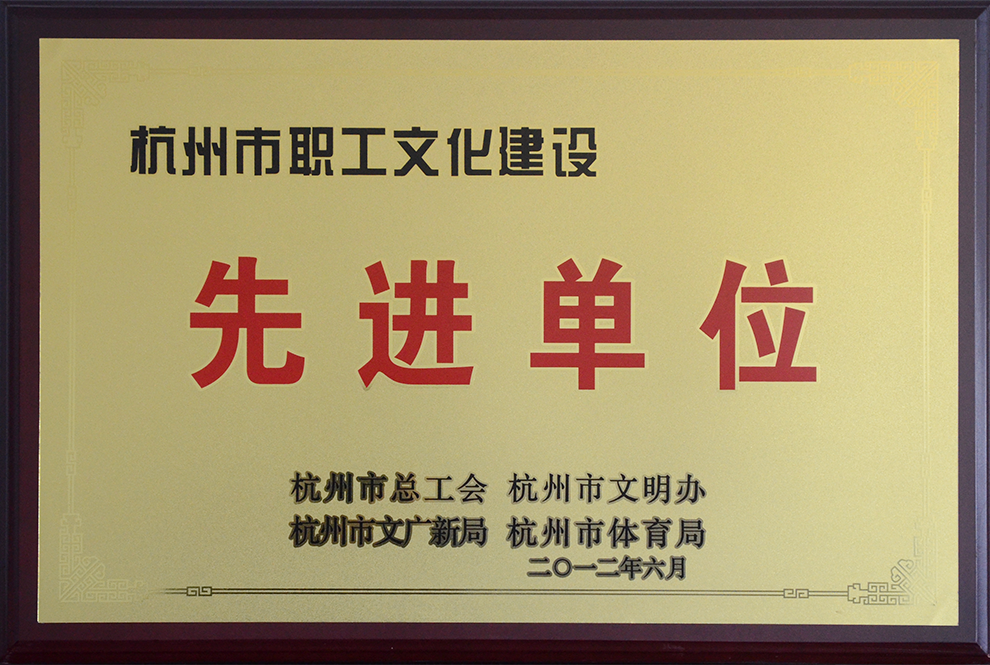 杭州市职工文化建设
先进单位
杭州市总工会 杭州市文明办
杭州市文广新局 杭州市体育局
二〇一二年六月